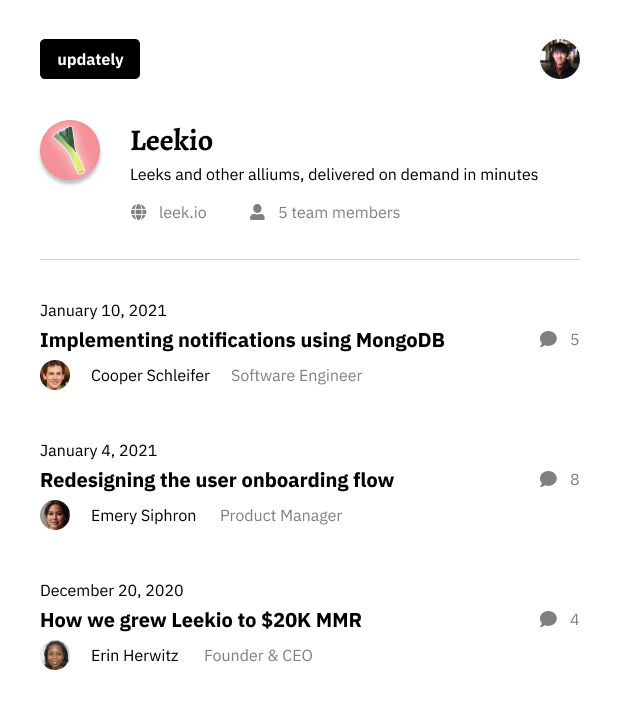 updately
Leekio
Leeks and other alliums, delivered on demand in minutes
leek.io 5 team members
January 10, 2021
Implementing notifications using MongoDB
5
Cooper Schleifer Software Engineer
January 4, 2021
Redesigning the user onboarding flow
8
Emery Siphron Product Manager
December 20, 2020
How we grew Leekio to $20K MMR
4
Erin Herwitz Founder & CEO